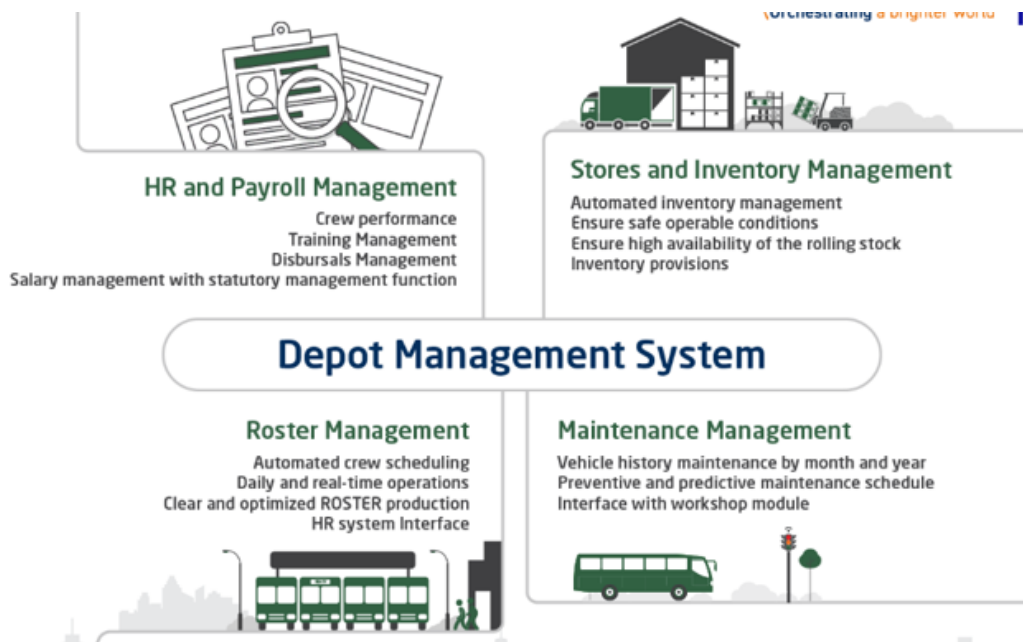 \Orchestrating a brighter world
HR and Payroll Management
Crew performance
Training Management
Disbursals Management
Salary management with statutory management function
Stores and Inventory Management
Automated inventory management
Ensure safe operable conditions
Ensure high availability of the rolling stock
Inventory provisions
Depot Management System
Roster Management
Automated crew scheduling
Daily and real-time operations
Clear and optimized ROSTER production
HR system Interface
Maintenance Management
Vehicle history maintenance by month and year
Preventive and predictive maintenance schedule
Interface with workshop module